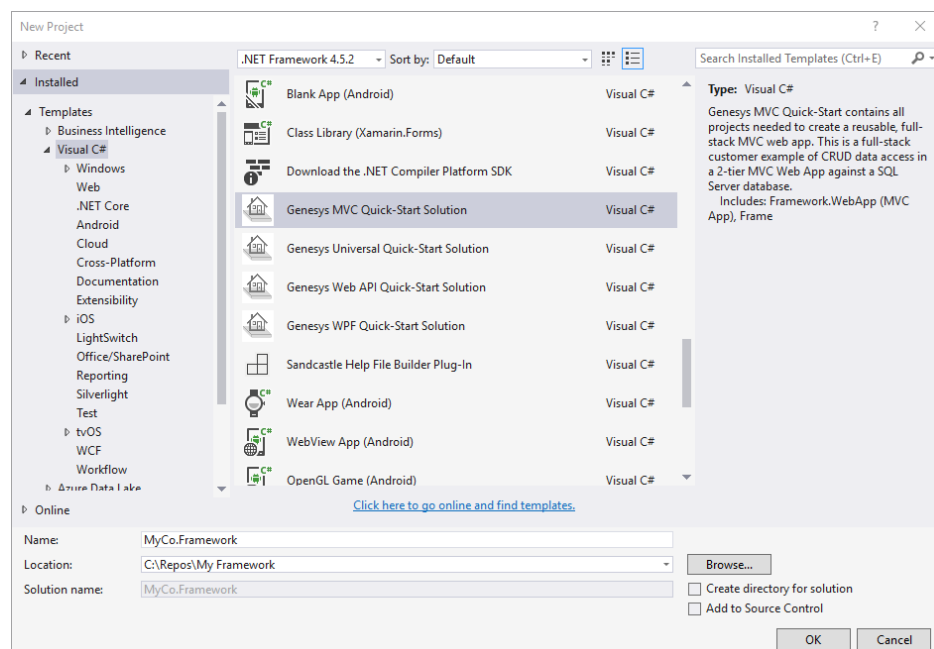 New Project
?
Recent
.NET Framework 4.5.2
Sort by:
Default
Search Installed Templates (Ctrl+E)
Installed
Templates
Business Intelligence
Visual C#
Windows
Web
.NET Core
Android
Cloud
Cross-Platform
Documentation
Extensibility
iOS
LightSwitch
Office/SharePoint
Reporting
Silverlight
Test
tvOS
WCF
Workflow
Azure Data Lake
Online
Blank App (Android) Visual C#
Class Library (Xamarin.Forms) Visual C#
Download the .NET Compiler Platform SDK Visual C#
Genesys MVC Quick-Start Solution Visual C#
Genesys Universal Quick-Start Solution Visual C#
Genesys Web API Quick-Start Solution Visual C#
Genesys WPF Quick-Start Solution Visual C#
Sandcastle Help File Builder Plug-In Visual C#
Wear App (Android) Visual C#
WebView App (Android) Visual C#
OpenGL Game (Android) Visual C#
Click here to go online and find templates.
Type: Visual C#
Genesys MVC Quick-Start contains all
projects needed to create a reusable, full-
stack MVC web app. This is a full-stack
customer example of CRUD data access in
a 2-tier MVC Web App against a SQL
Server database.
Includes: Framework.WebApp (MVC
App), Frame
Name: MyCo.Framework
Location: C:\Repos\My Framework
Browse...
Solution name: MyCo.Framework
Create directory for solution
Add to Source Control
OK
Cancel